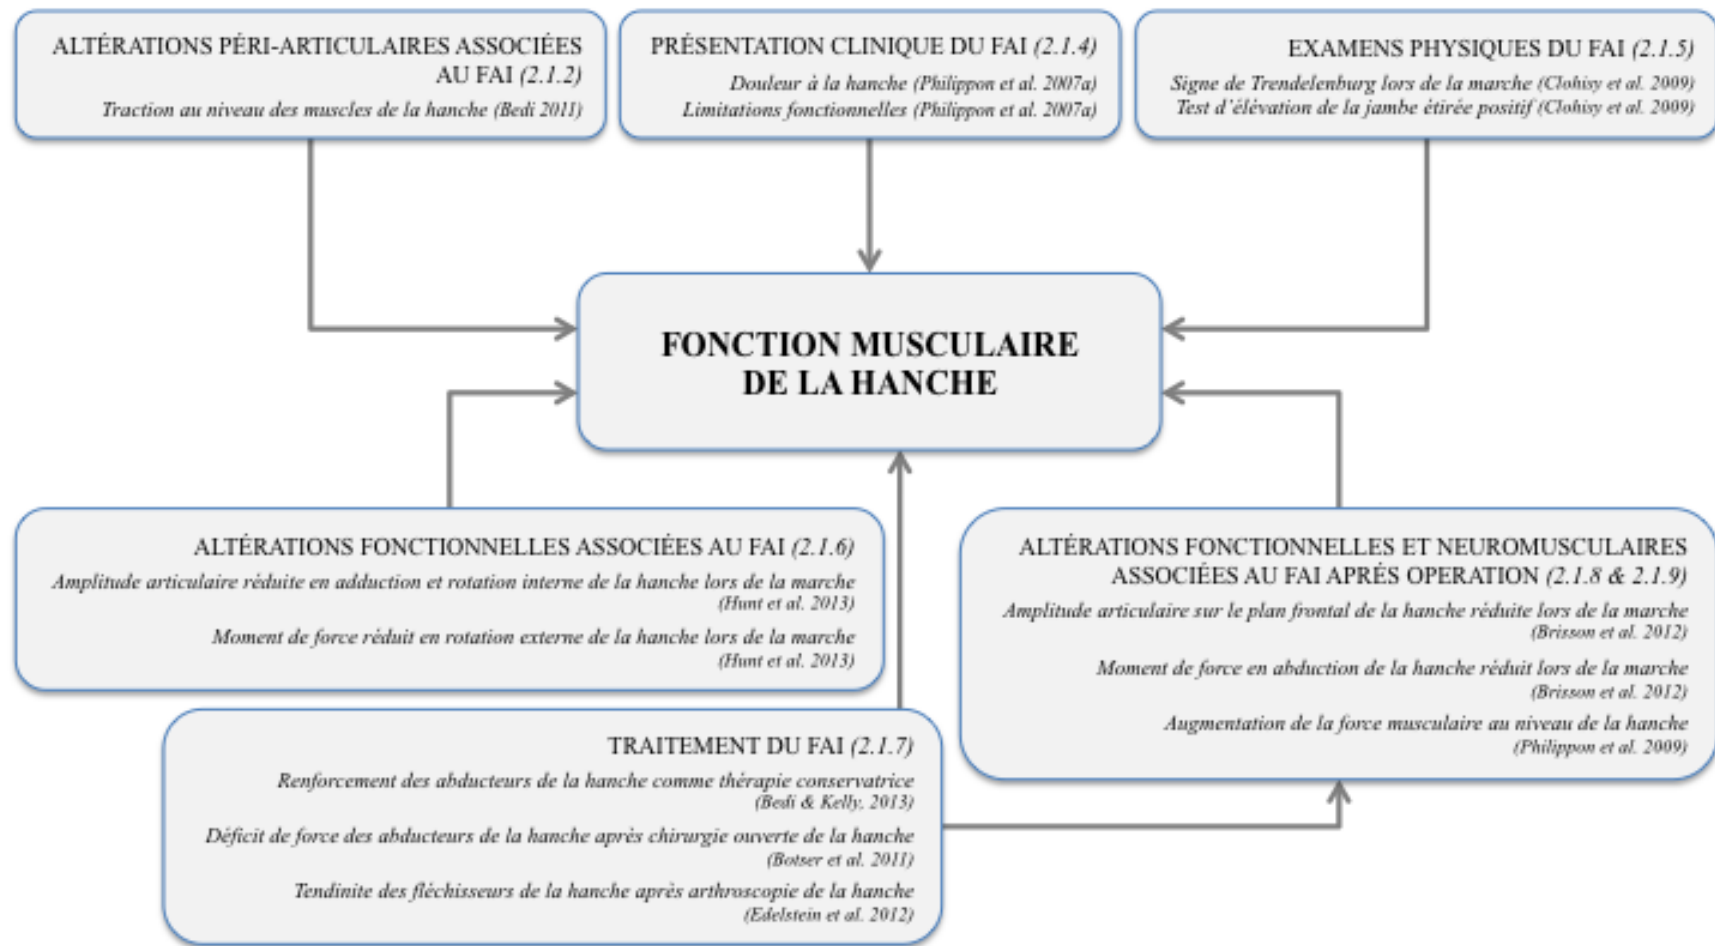 ALTÉRATIONS PÉRI-ARTICULAIRES ASSOCIÉES
AU FAI (2.1.2)
Traction au niveau des muscles de la hanche (Bedi 2011)
PRÉSENTATION CLINIQUE DU FAI (2.1.4)
Douleur à la hanche (Philippon et al. 2007a)
Limitations fonctionnelles (Philippon et al. 2007a)
EXAMENS PHYSIQUES DU FAI (2.1.5)
Signe de Trendelenburg lors de la marche (Clohisy et al. 2009)
Test d'élévation de la jambe étirée positif (Clohisy et al. 2009)
FONCTION MUSCULAIRE
DE LA HANCHE
ALTÉRATIONS FONCTIONNELLES ASSOCIÉES AU FAI (2.1.6)
Amplitude articulaire réduite en adduction et rotation interne de la hanche lors de la marche
(Hunt et al. 2013)
Moment de force réduit en rotation externe de la hanche lors de la marche
(Hunt et al. 2013)
ALTÉRATIONS FONCTIONNELLES ET NEUROMUSCULAIRES
ASSOCIÉES AU FAI APRÉS OPERATION (2.1.8 & 2.1.9)
Amplitude articulaire sur le plan frontal de la hanche réduite lors de la marche
(Brisson et al. 2012)
Moment de force en abduction de la hanche réduit lors de la marche
(Brisson et al. 2012)
Augmentation de la force musculaire au niveau de la hanche
(Philippon et al. 2009)
TRAITEMENT DU FAI (2.1.7)
Renforcement des abducteurs de la hanche comme thérapie conservatrice
(Bedi & Kelly, 2013)
Déficit de force des abducteurs de la hanche après chirurgie ouverte de la hanche
(Botser et al. 2011)
Tendinite des fléchisseurs de la hanche après arthroscopie de la hanche
(Edelstein et al. 2012)